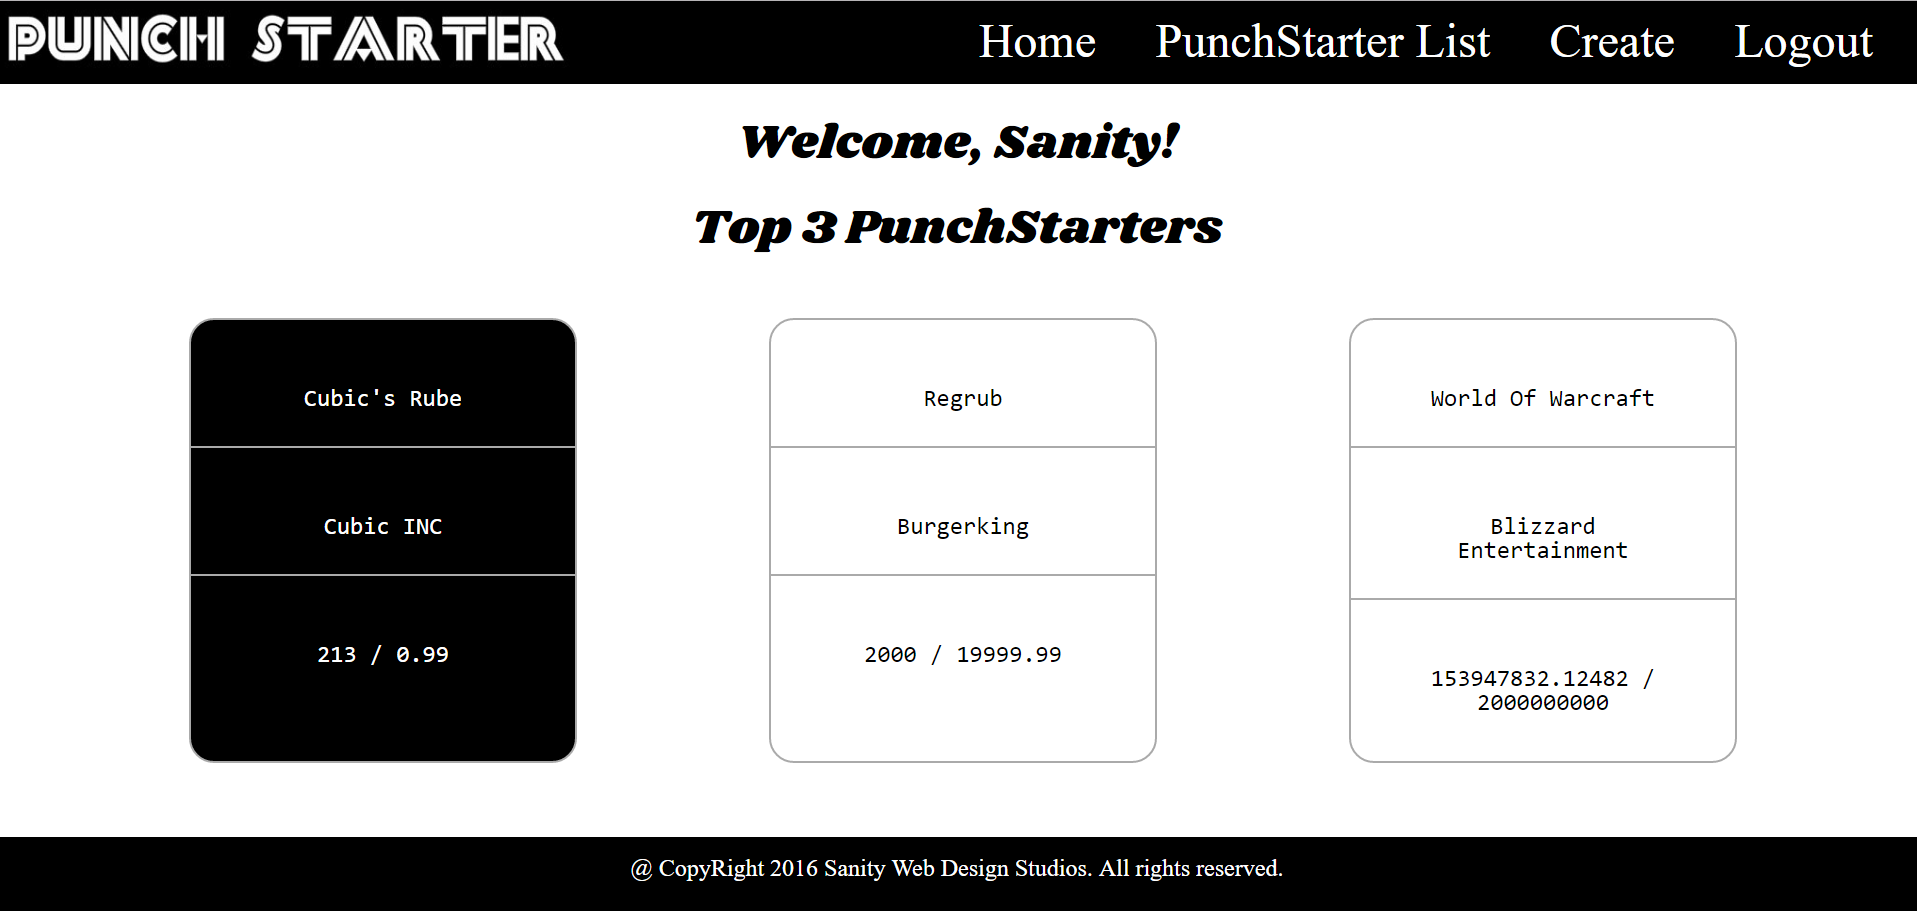 PUNCH STARTER
Home PunchStarter List Create Logout
Welcome, Sanity!
Top 3 PunchStarters
Cubic's Rube
Cubic INC
213 / 0.99
Regrub
Burgerking
2000 / 19999.99
World Of Warcraft
Blizzard
Entertainment
153947832.12482 /
2000000000
@ CopyRight 2016 Sanity Web Design Studios. All rights reserved.